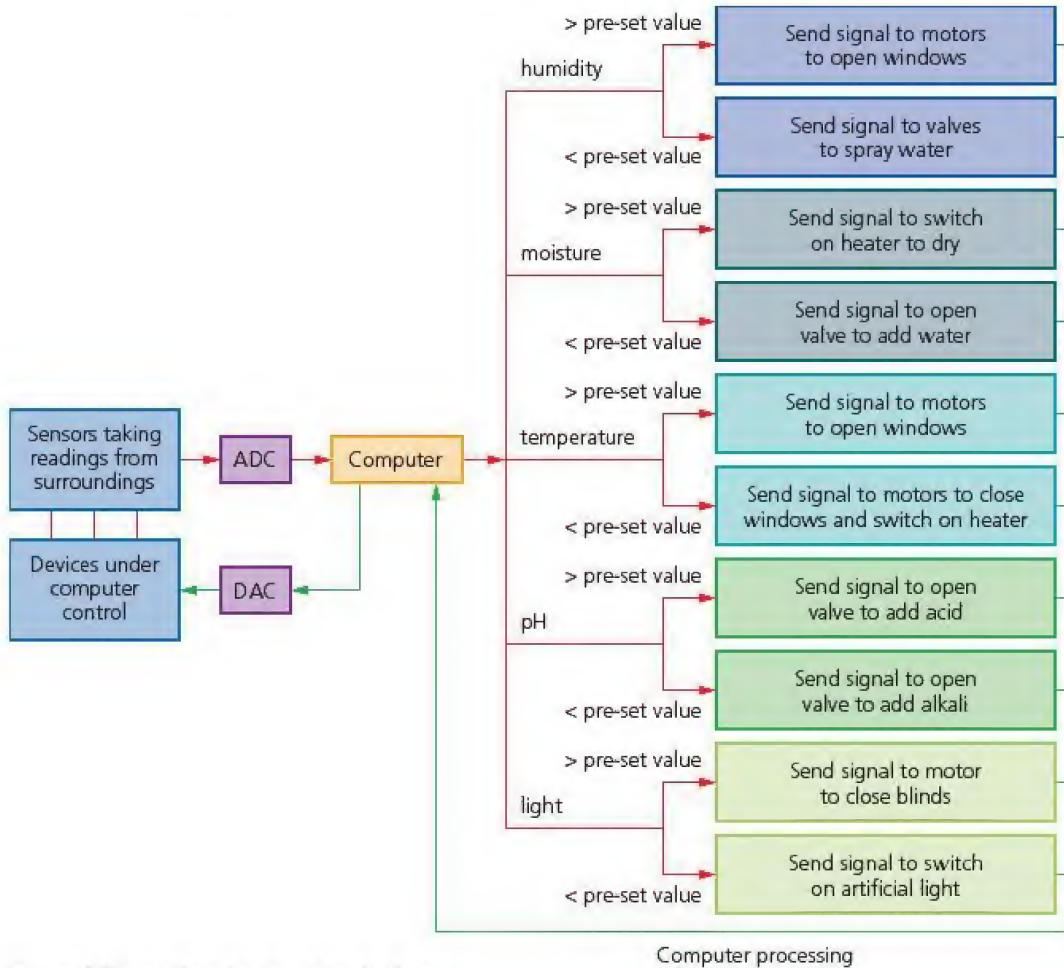 > pre-set value
Send signal to motors
to open windows
humidity
Send signal to valves
to spray water
< pre-set value
> pre-set value
Send signal to switch
on heater to dry
moisture
Send signal to open
valve to add water
< pre-set value
> pre-set value
Send signal to motors
to open windows
Sensors taking
readings from
surroundings
ADC
Computer
temperature
Send signal to motors to close
windows and switch on heater
< pre-set value
Devices under
computer
control
DAC
> pre-set value
Send signal to open
valve to add acid
pH
Send signal to open
valve to add alkali
< pre-set value
> pre-set value
Send signal to motor
to close blinds
light
Send signal to switch
on artificial light
< pre-set value
Computer processing